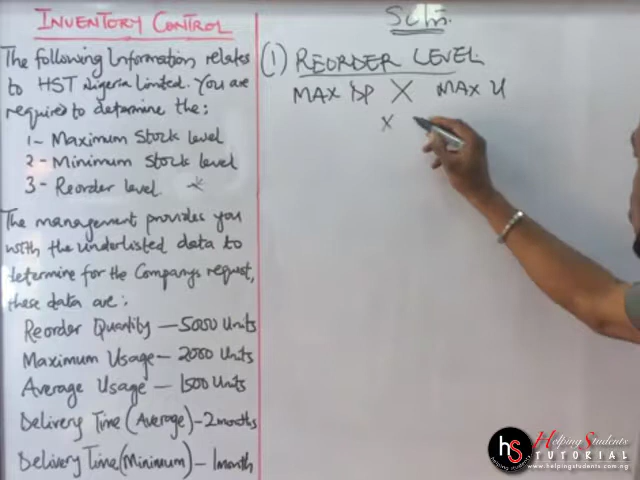 INVENTORY CONTROL
The following Information relates
to HST Nigeria Limited. You are
required to determine the:
1- Maximum Stock level
2- Minimum Stock level
3- Reorder level
The management provides you
with the underlisted data to
determine for the Companys request,
these data are:
Reorder Quantity — 5000 Units
Maximum Usage - 2000 Units
Average Usage - 1500 Units
Delivery Time (Average) - 2 months
Delivery Time (Minimum) - 1 month
Soln.
(1) REORDER LEVEL
MAX DP X MAX U
X
hS
helping students
Helping Students
TUTORIAL
www.helpingstudents.com.ng